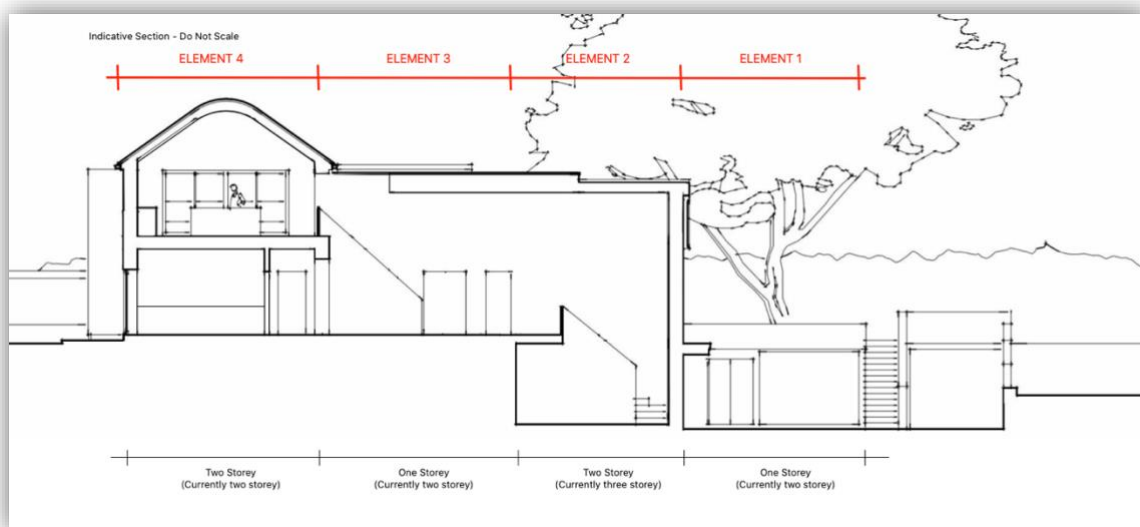 Indicative Section - Do Not Scale
ELEMENT 4
ELEMENT 3
ELEMENT 2
ELEMENT 1
Two Storey
(Currently two storey)
One Storey
(Currently two storey)
Two Storey
(Currently three storey)
One Storey
(Currently two storey)